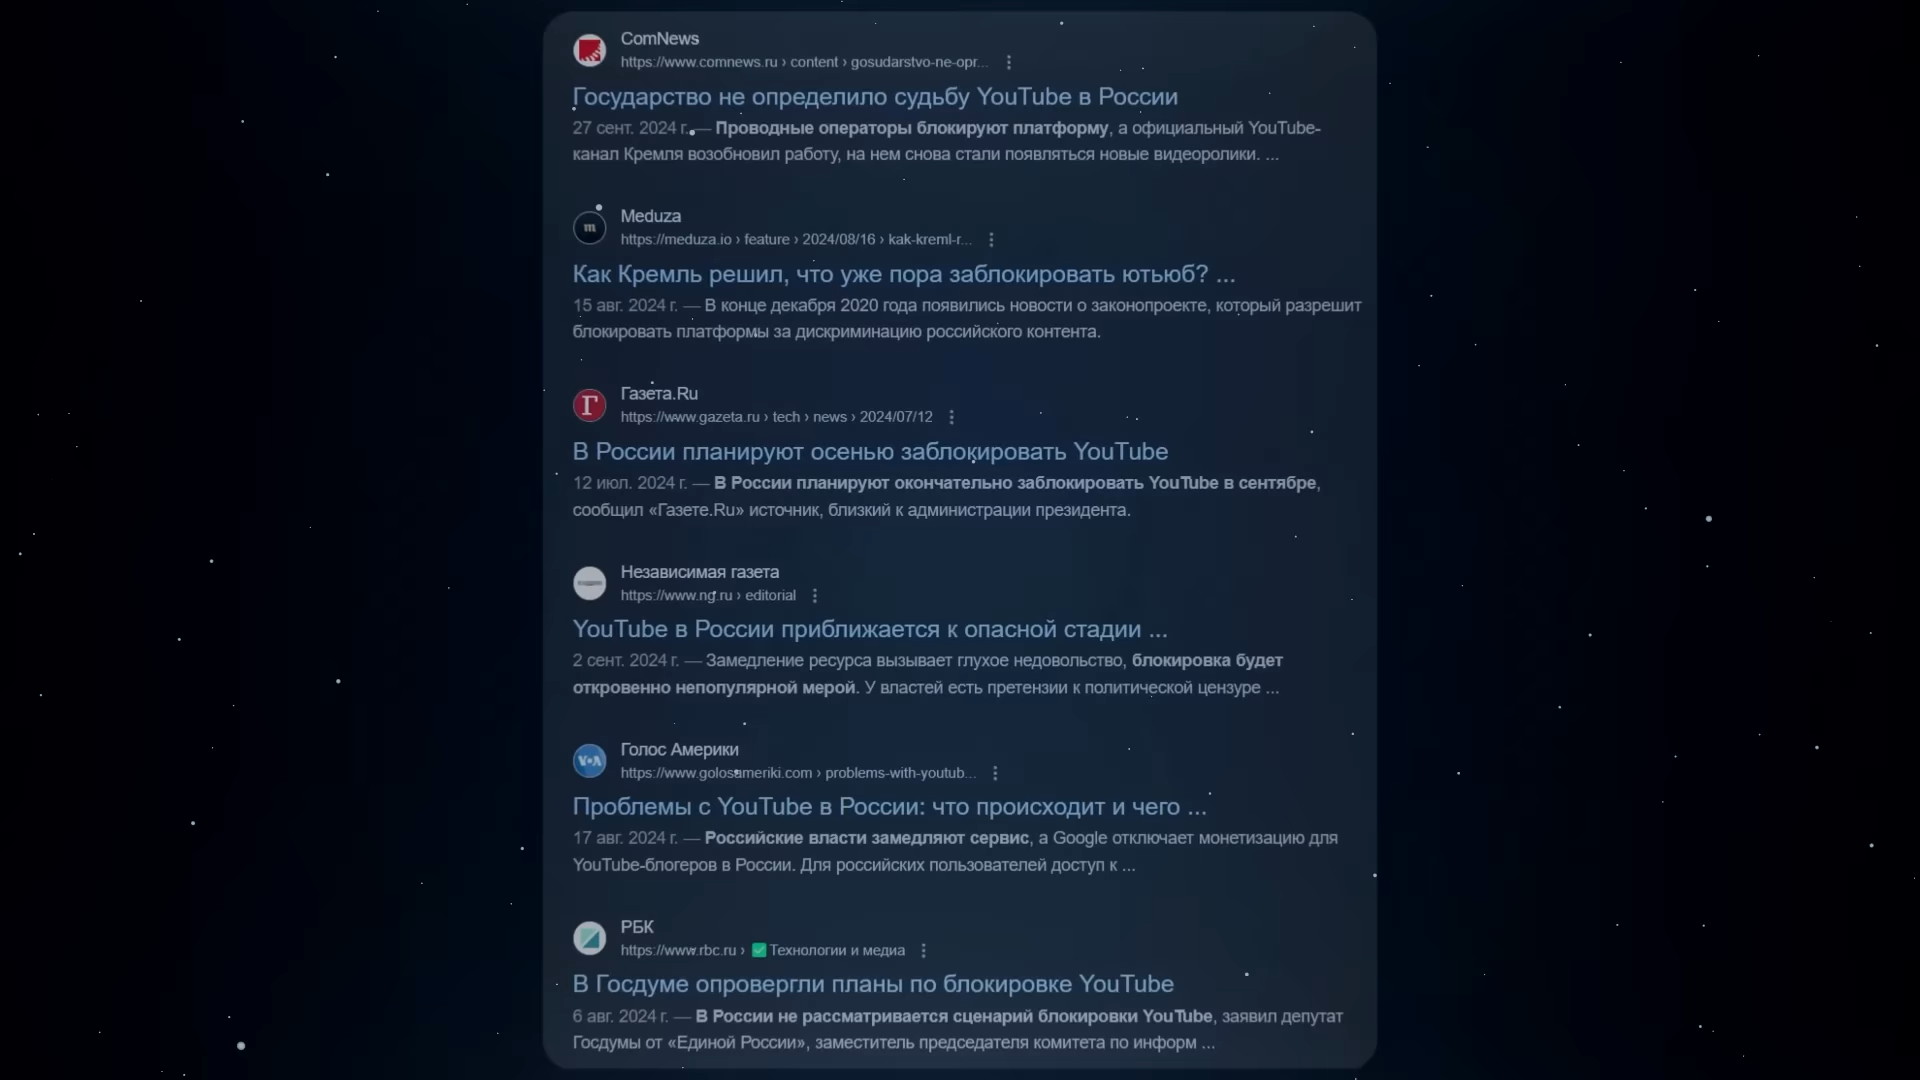 ComNews
https://www.comnews.ru › content › gosudarstvo-ne-opr...
Государство не определило судьбу YouTube в России
27 сент. 2024 г. — Проводные операторы блокируют платформу, а официальный YouTube-
канал Кремля возобновил работу, на нем снова стали появляться новые видеоролики. ...
m
Meduza
https://meduza.io › feature › 2024/08/16 › kak-kreml-r...
Как Кремль решил, что уже пора заблокировать ютьюб? ...
15 авг. 2024 г. — В конце декабря 2020 года появились новости о законопроекте, который разрешит
блокировать платформы за дискриминацию российского контента.
Г
Газета.Ru
https://www.gazeta.ru › tech › news › 2024/07/12
В России планируют осенью заблокировать YouTube
12 июл. 2024 г. — В России планируют окончательно заблокировать YouTube в сентябре,
сообщил «Газете.Ru» источник, близкий к администрации президента.
Независимая газета
https://www.ng.ru › editorial
YouTube в России приближается к опасной стадии ...
2 сент. 2024 г. — Замедление ресурса вызывает глухое недовольство, блокировка будет
откровенно непопулярной мерой. У властей есть претензии к политической цензуре ...
VOA
Голос Америки
https://www.golosameriki.com › problems-with-youtub...
Проблемы с YouTube в России: что происходит и чего ...
17 авг. 2024 г. — Российские власти замедляют сервис, а Google отключает монетизацию для
YouTube-блогеров в России. Для российских пользователей доступ к ...
РБК
https://www.rbc.ru › ✅ Технологии и медиа
В Госдуме опровергли планы по блокировке YouTube
6 авг. 2024 г. — В России не рассматривается сценарий блокировки YouTube, заявил депутат
Госдумы от «Единой России», заместитель председателя комитета по информ ...